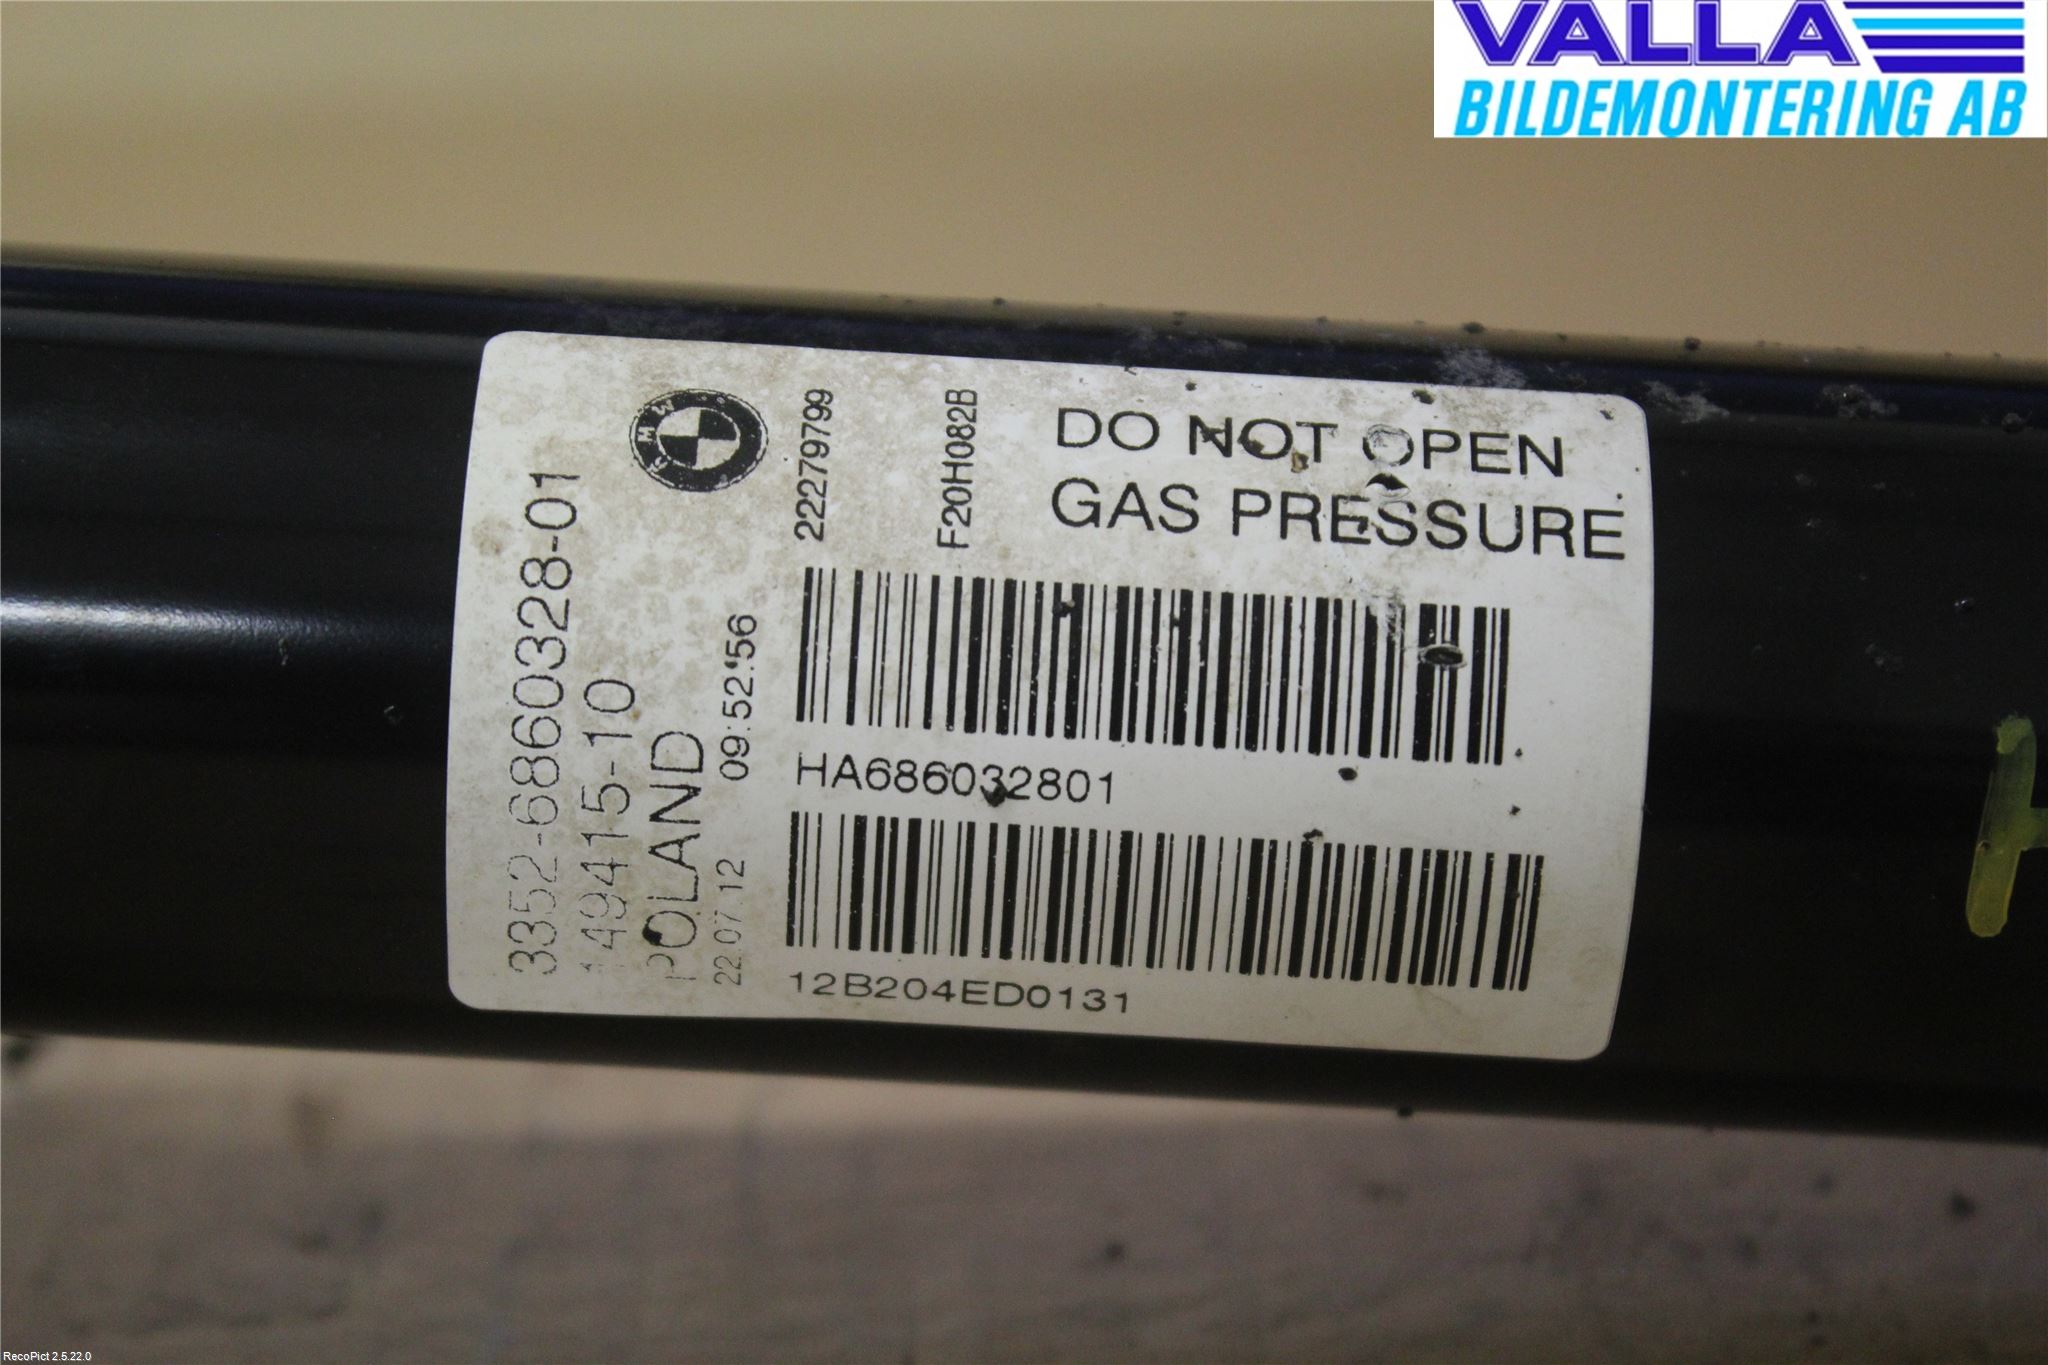 VALLA
BILDEMONTERING AB
3352-6860328-01
149415-10
POLAND
22.07.12 09:52:56
BMW
22279799
F20H082B
DO NOT OPEN
GAS PRESSURE
HA686032801
12B204ED0131
RecoPict 2.5.22.0